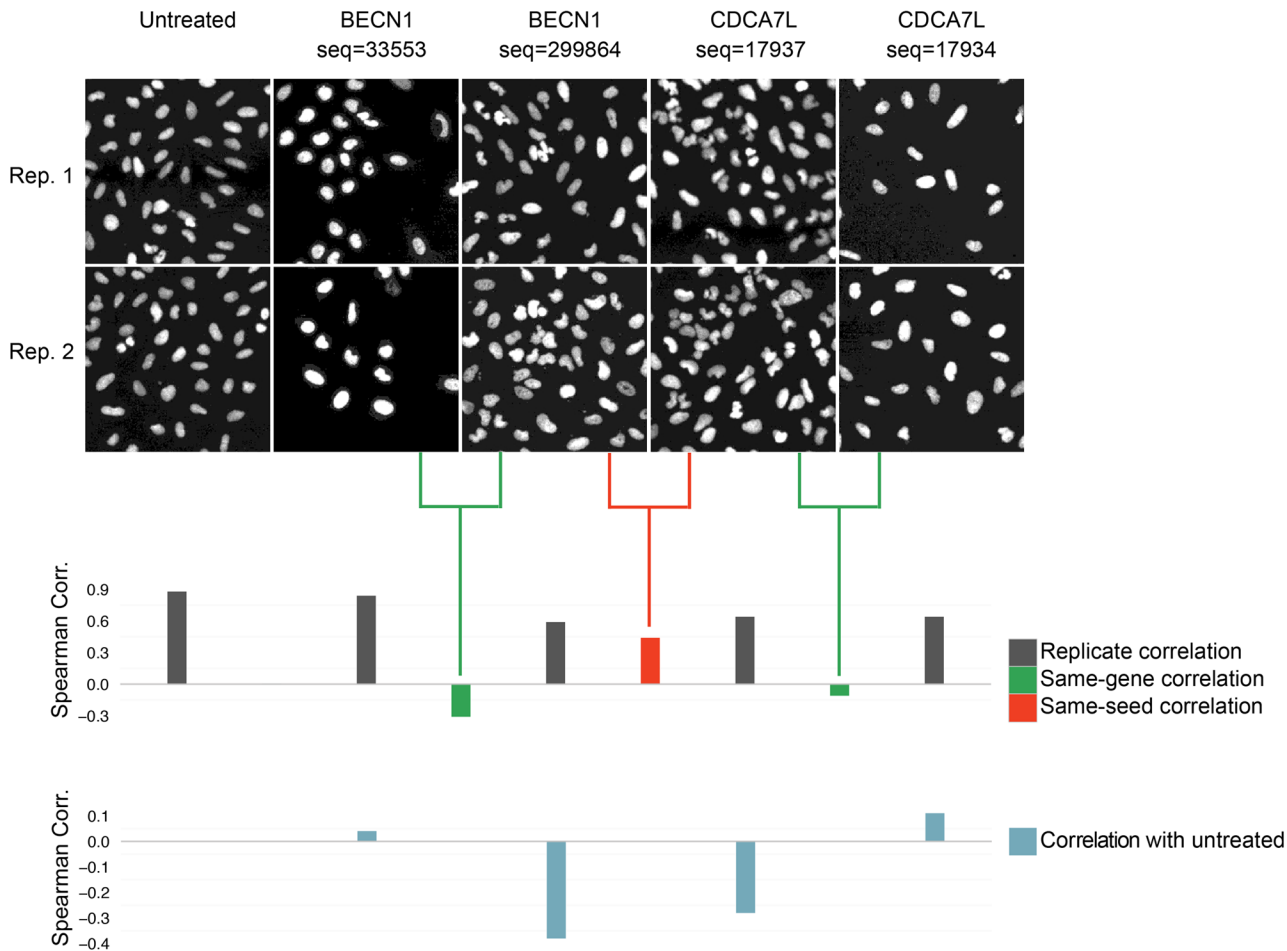 Untreated
BECN1
seq=33553
BECN1
seq=299864
CDCA7L
seq=17937
CDCA7L
seq=17934
Rep. 1
Rep. 2
Spearman Corr.
0.9
0.6
0.3
0.0
−0.3
Replicate correlation
Same-gene correlation
Same-seed correlation
Spearman Corr.
0.1
0.0
−0.1
−0.2
−0.3
−0.4
Correlation with untreated